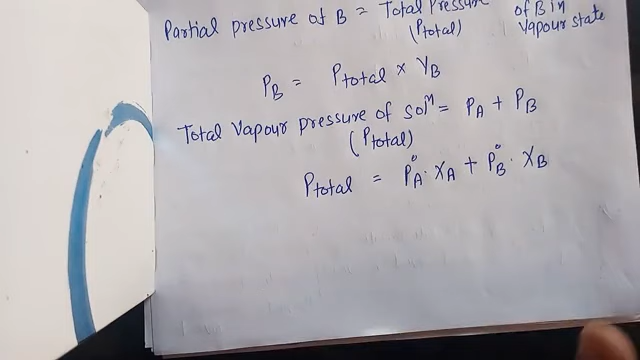 Partial pressure of B = Total Pressure of B in
(Ptotal) Vapour state
PB = Ptotal × YB
Total Vapour pressure of solⁿ = PA + PB
(Ptotal)
Ptotal = P°A · XA + P°B · XB